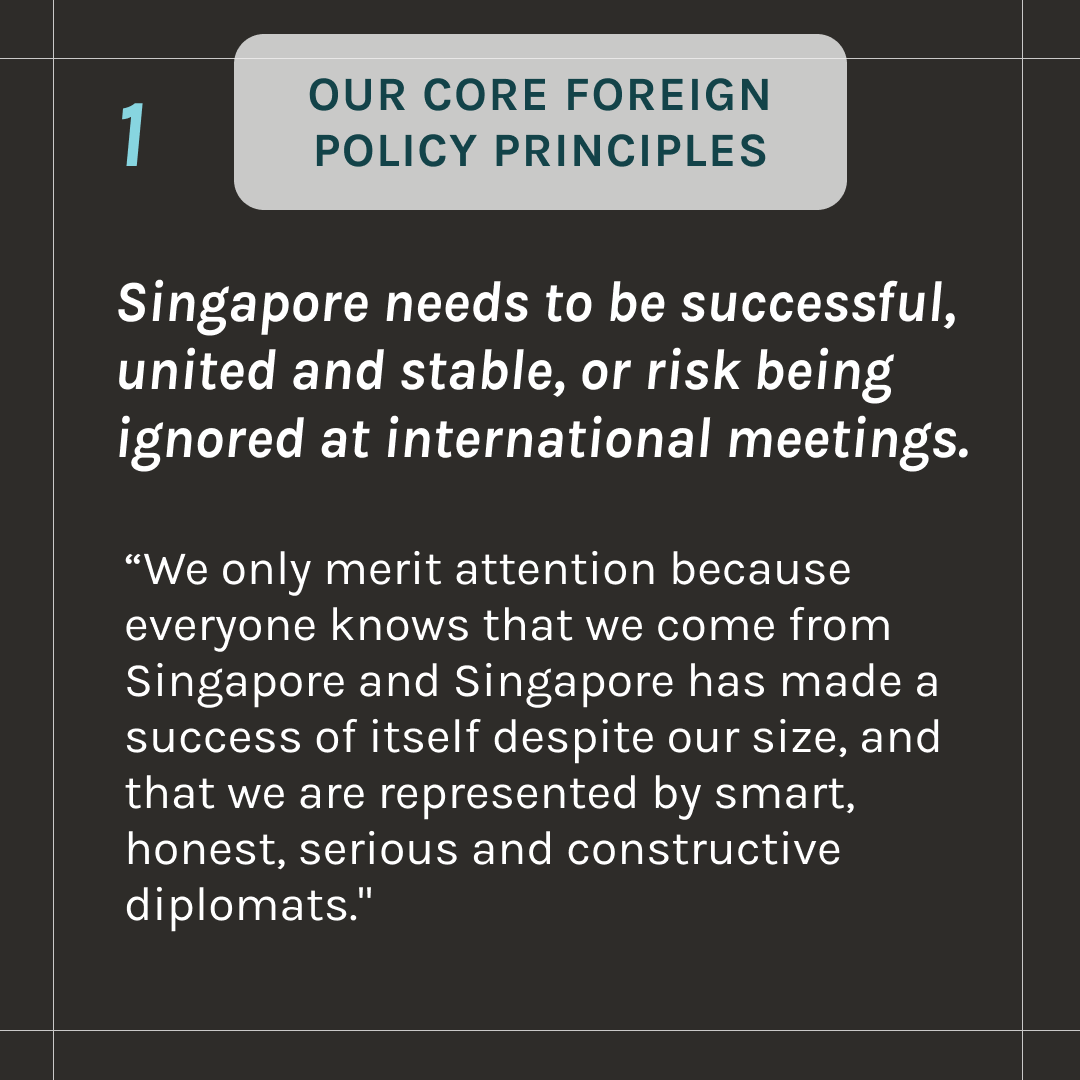 1
OUR CORE FOREIGN
POLICY PRINCIPLES
Singapore needs to be successful,
united and stable, or risk being
ignored at international meetings.
“We only merit attention because
everyone knows that we come from
Singapore and Singapore has made a
success of itself despite our size, and
that we are represented by smart,
honest, serious and constructive
diplomats."